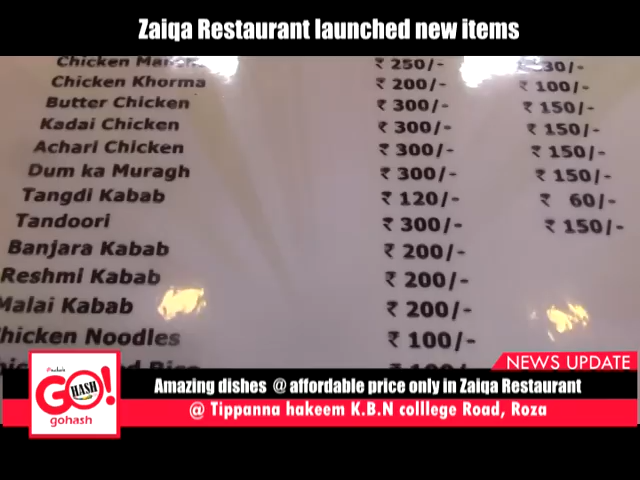 Zaiqa Restaurant launched new items
Chicken ₹ 250/- 30/-
Chicken Khorma ₹ 200/- ₹ 100/-
Butter Chicken ₹ 300/- ₹ 150/-
Kadai Chicken ₹ 300/- ₹ 150/-
Achari Chicken ₹ 300/- ₹ 150/-
Dum ka Muragh ₹ 300/- ₹ 150/-
Tangdi Kabab ₹ 120/- ₹ 60/-
Tandoori ₹ 300/- ₹ 150/-
Banjara Kabab ₹ 200/-
Reshmi Kabab ₹ 200/-
Malai Kabab ₹ 200/-
hicken Noodles ₹ 100/-
NEWS UPDATE
GO! HASH
gohash
Amazing dishes @ affordable price only in Zaiqa Restaurant
@ Tippanna hakeem K.B.N colllege Road, Roza